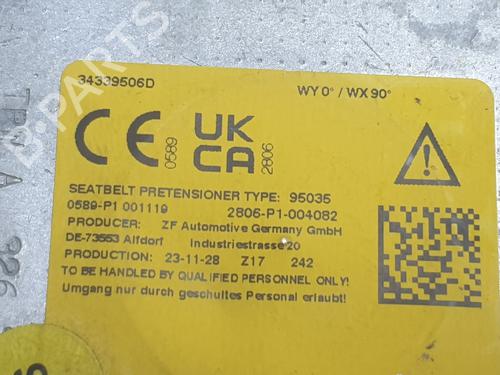 34339506D
WY 0° / WX 90°
CE 0589
UK
CA 2806
SEATBELT PRETENSIONER TYPE: 95035
0589-P1 001119 2806-P1-004082
PRODUCER: ZF Automotive Germany GmbH
DE-73553 Alfdorf Industriestrasse 20
PRODUCTION: 23-11-28 Z17 242
TO BE HANDLED BY QUALIFIED PERSONNEL ONLY!
Umgang nur durch geschultes Personal erlaubt!
B-PARTS